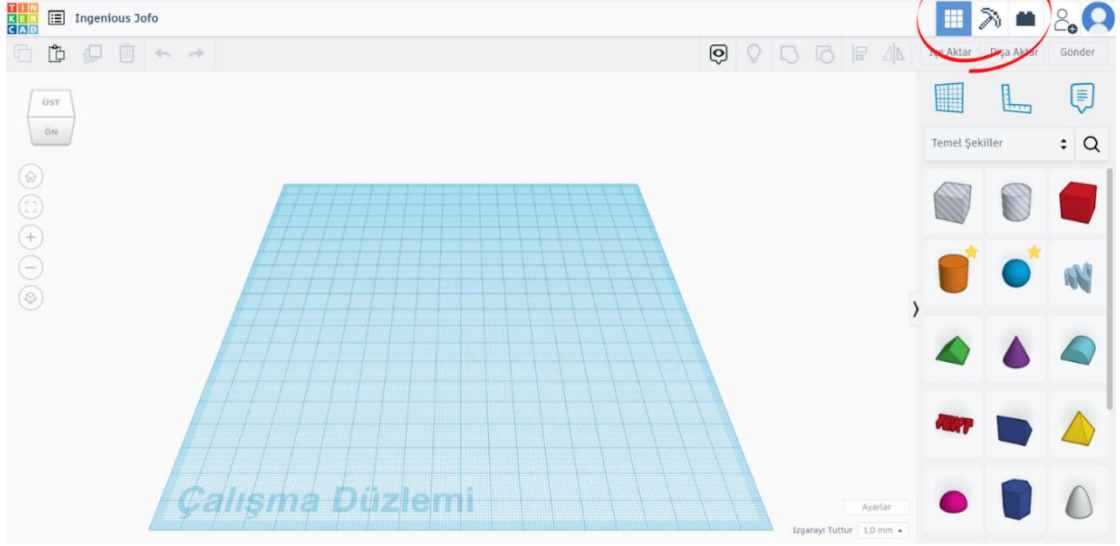 TIN
KER
CAD
Ingenious Jofo
İçe Aktar
Dışa Aktar
Gönder
ÜST
ÖN
Temel Şekiller
TEXT
Çalışma Düzlemi
Ayarlar
Izgarayı Tuttur 1,0 mm